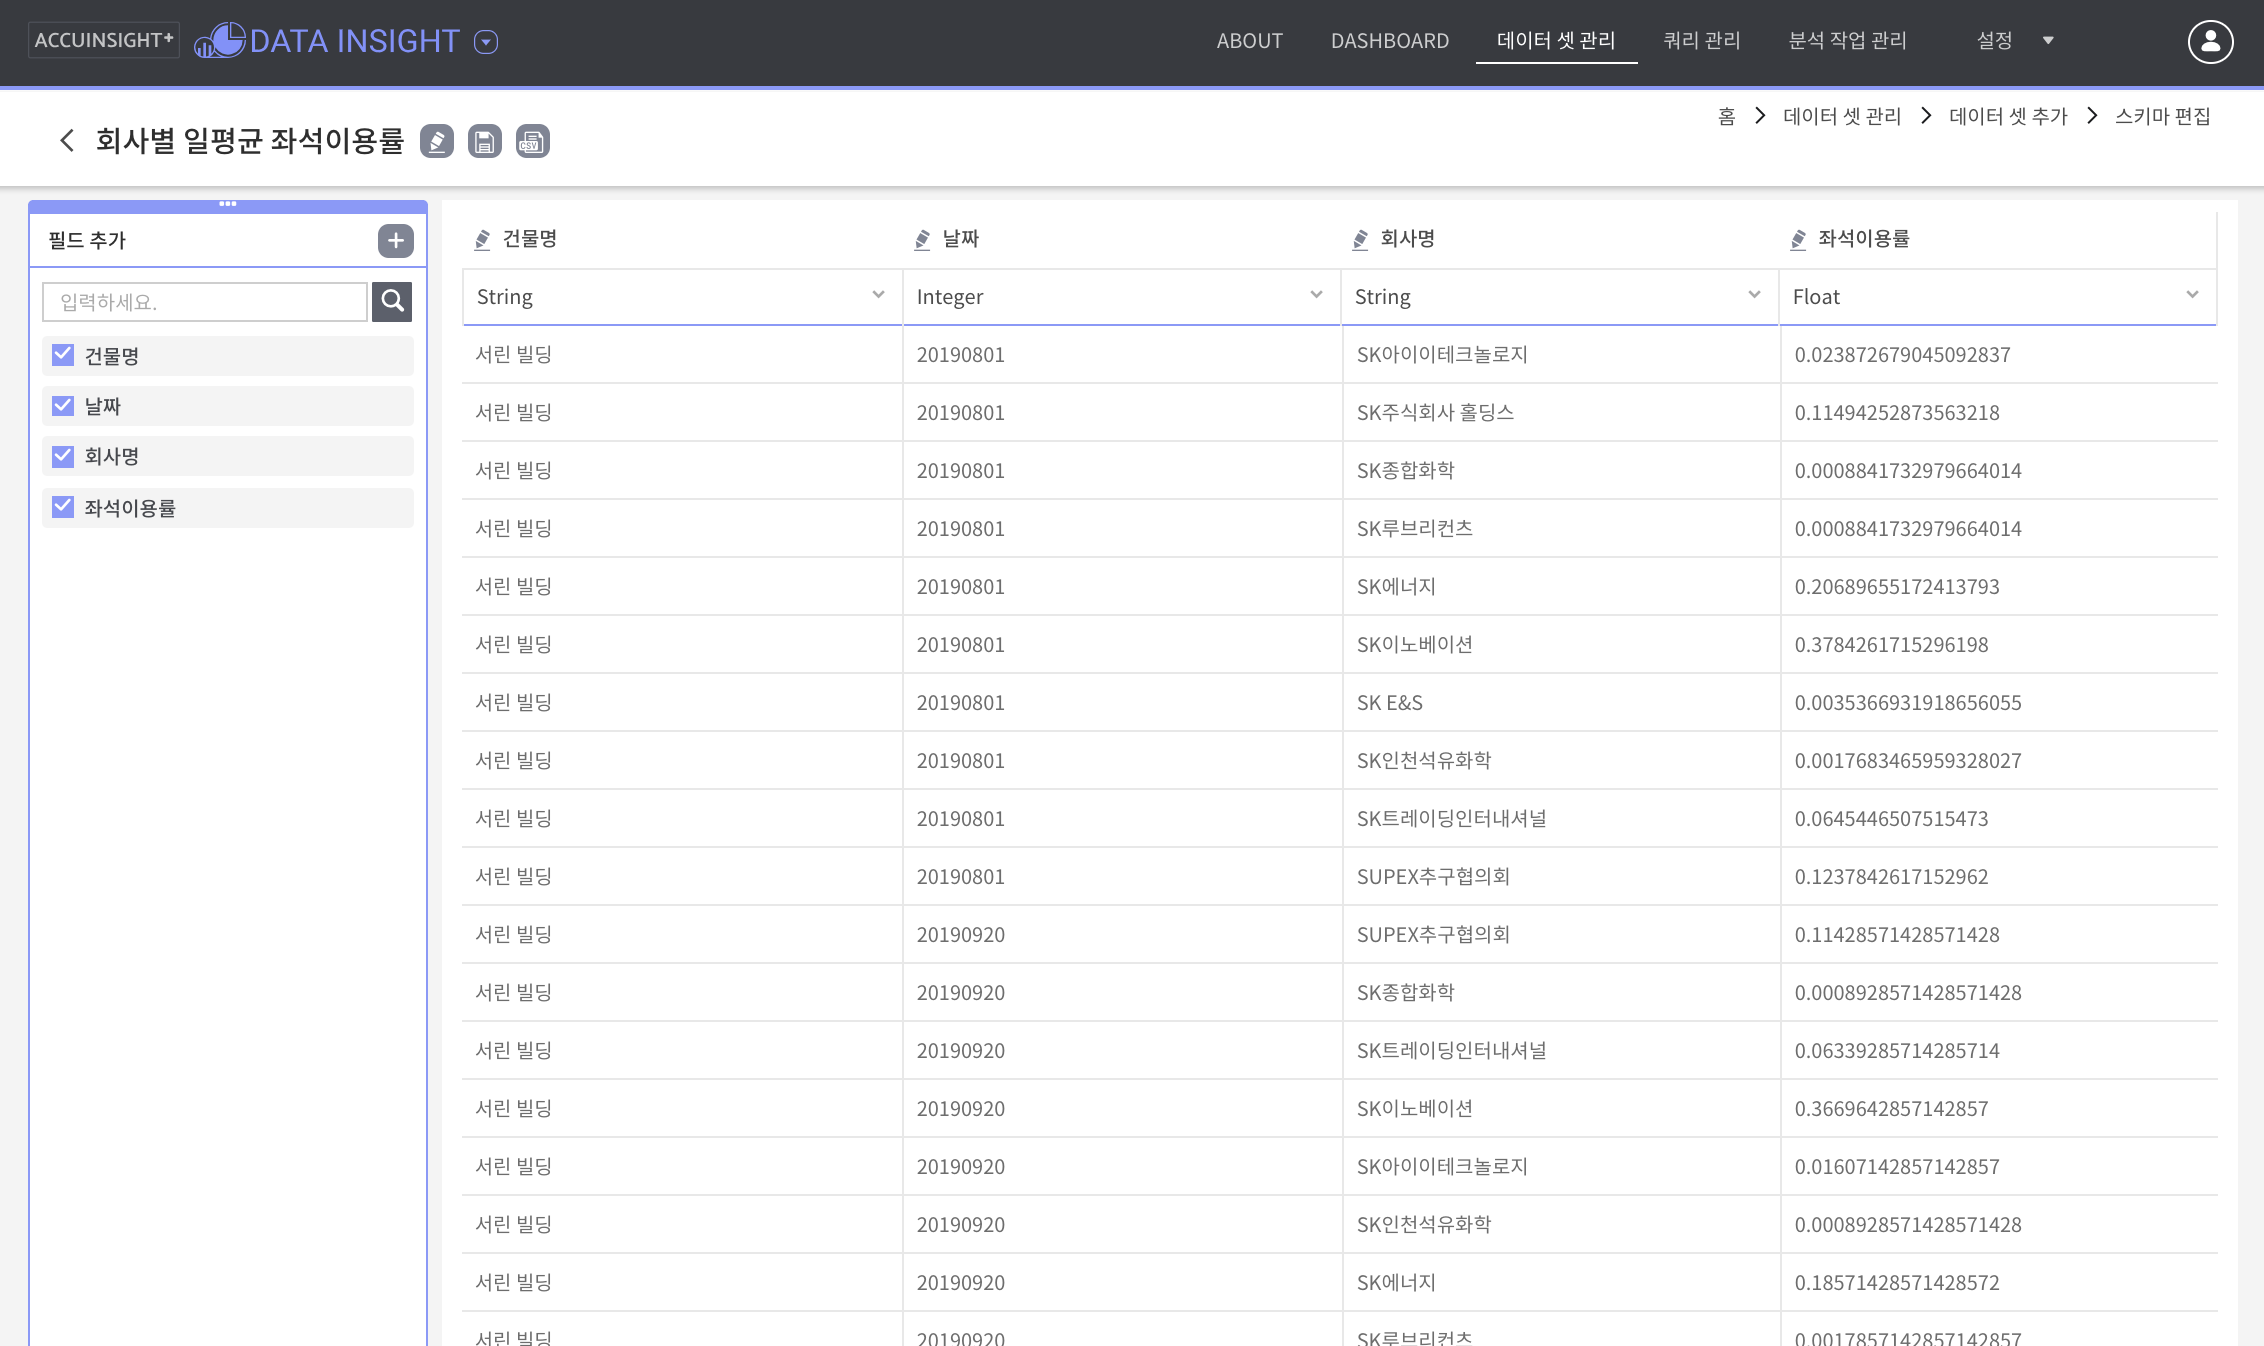 ACCUINSIGHT+ DATA INSIGHT ABOUT DASHBOARD 데이터 셋 관리 쿼리 관리 분석 작업 관리 설정
홈 > 데이터 셋 관리 > 데이터 셋 추가 > 스키마 편집
회사별 일평균 좌석이용률 CSV
필드 추가
입력하세요.
건물명
날짜
회사명
좌석이용률
건물명 날짜 회사명 좌석이용률
String Integer String Float
서린 빌딩 20190801 SK아이이테크놀로지 0.023872679045092837
서린 빌딩 20190801 SK주식회사 홀딩스 0.11494252873563218
서린 빌딩 20190801 SK종합화학 0.0008841732979664014
서린 빌딩 20190801 SK루브리컨츠 0.0008841732979664014
서린 빌딩 20190801 SK에너지 0.20689655172413793
서린 빌딩 20190801 SK이노베이션 0.3784261715296198
서린 빌딩 20190801 SK E&S 0.0035366931918656055
서린 빌딩 20190801 SK인천석유화학 0.0017683465959328027
서린 빌딩 20190801 SK트레이딩인터내셔널 0.0645446507515473
서린 빌딩 20190801 SUPEX추구협의회 0.1237842617152962
서린 빌딩 20190920 SUPEX추구협의회 0.11428571428571428
서린 빌딩 20190920 SK종합화학 0.0008928571428571428
서린 빌딩 20190920 SK트레이딩인터내셔널 0.06339285714285714
서린 빌딩 20190920 SK이노베이션 0.3669642857142857
서린 빌딩 20190920 SK아이이테크놀로지 0.01607142857142857
서린 빌딩 20190920 SK인천석유화학 0.0008928571428571428
서린 빌딩 20190920 SK에너지 0.18571428571428572
서린 빌딩 20190920 SK루브리컨츠 0.0017857142857142857